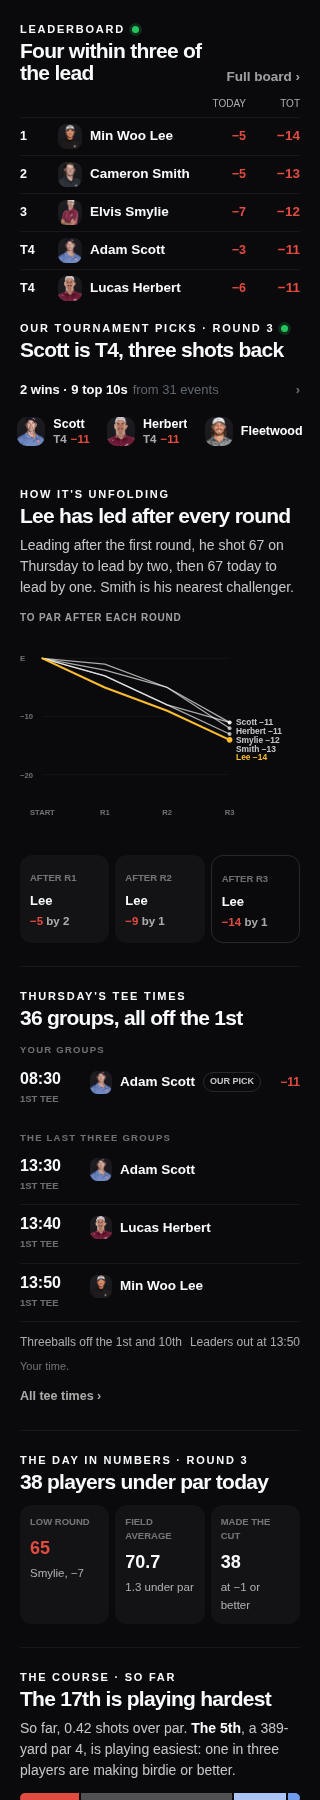 LEADERBOARD
Four within three of
the lead
Full board ›
TODAY TOT
1 Min Woo Lee −5 −14
2 Cameron Smith −5 −13
3 Elvis Smylie −7 −12
T4 Adam Scott −3 −11
T4 Lucas Herbert −6 −11
OUR TOURNAMENT PICKS · ROUND 3
Scott is T4, three shots back
2 wins · 9 top 10s from 31 events ›
Scott Herbert Fleetwood
T4 −11 T4 −11
HOW IT'S UNFOLDING
Lee has led after every round
Leading after the first round, he shot 67 on
Thursday to lead by two, then 67 today to
lead by one. Smith is his nearest challenger.
TO PAR AFTER EACH ROUND
E
−10
−20
Scott −11
Herbert −11
Smylie −12
Smith −13
Lee −14
START R1 R2 R3
AFTER R1 AFTER R2 AFTER R3
Lee Lee Lee
−5 by 2 −9 by 1 −14 by 1
THURSDAY'S TEE TIMES
36 groups, all off the 1st
YOUR GROUPS
08:30 Adam Scott OUR PICK −11
1ST TEE
THE LAST THREE GROUPS
13:30 Adam Scott
1ST TEE
13:40 Lucas Herbert
1ST TEE
13:50 Min Woo Lee
1ST TEE
Threeballs off the 1st and 10th Leaders out at 13:50
Your time.
All tee times ›
THE DAY IN NUMBERS · ROUND 3
38 players under par today
LOW ROUND
65
Smylie, −7
FIELD
AVERAGE
70.7
1.3 under par
MADE THE
CUT
38
at −1 or
better
THE COURSE · SO FAR
The 17th is playing hardest
So far, 0.42 shots over par. The 5th, a 389-
yard par 4, is playing easiest: one in three
players are making birdie or better.